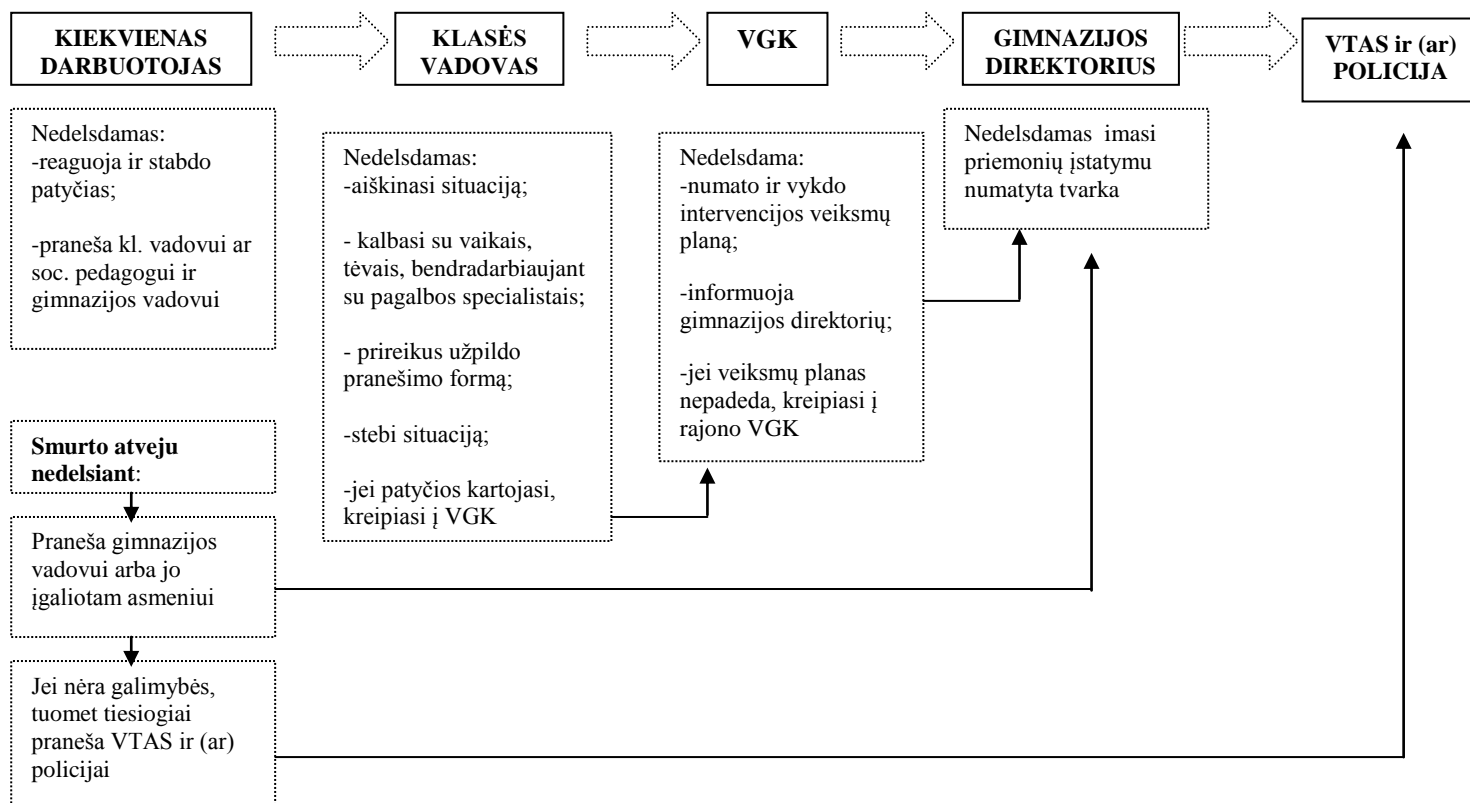 KIEKVIENAS
DARBUOTOJAS
KLASĖS
VADOVAS
VGK
GIMNAZIJOS
DIREKTORIUS
VTAS ir (ar)
POLICIJA
Nedelsdamas:
-reaguoja ir stabdo
patyčias;
-praneša kl. vadovui ar
soc. pedagogui ir
gimnazijos vadovui
Nedelsdamas:
-aiškinasi situaciją;
- kalbasi su vaikais,
tėvais, bendradarbiaujant
su pagalbos specialistais;
- prireikus užpildo
pranešimo formą;
-stebi situaciją;
-jei patyčios kartojasi,
kreipiasi į VGK
Nedelsdama:
-numato ir vykdo
intervencijos veiksmų
planą;
-informuoja
gimnazijos direktorių;
-jei veiksmų planas
nepadeda, kreipiasi į
rajono VGK
Nedelsdamas imasi
priemonių įstatymu
numatyta tvarka
Smurto atveju
nedelsiant:
Praneša gimnazijos
vadovui arba jo
įgaliotam asmeniui
Jei nėra galimybės,
tuomet tiesiogiai
praneša VTAS ir (ar)
policijai